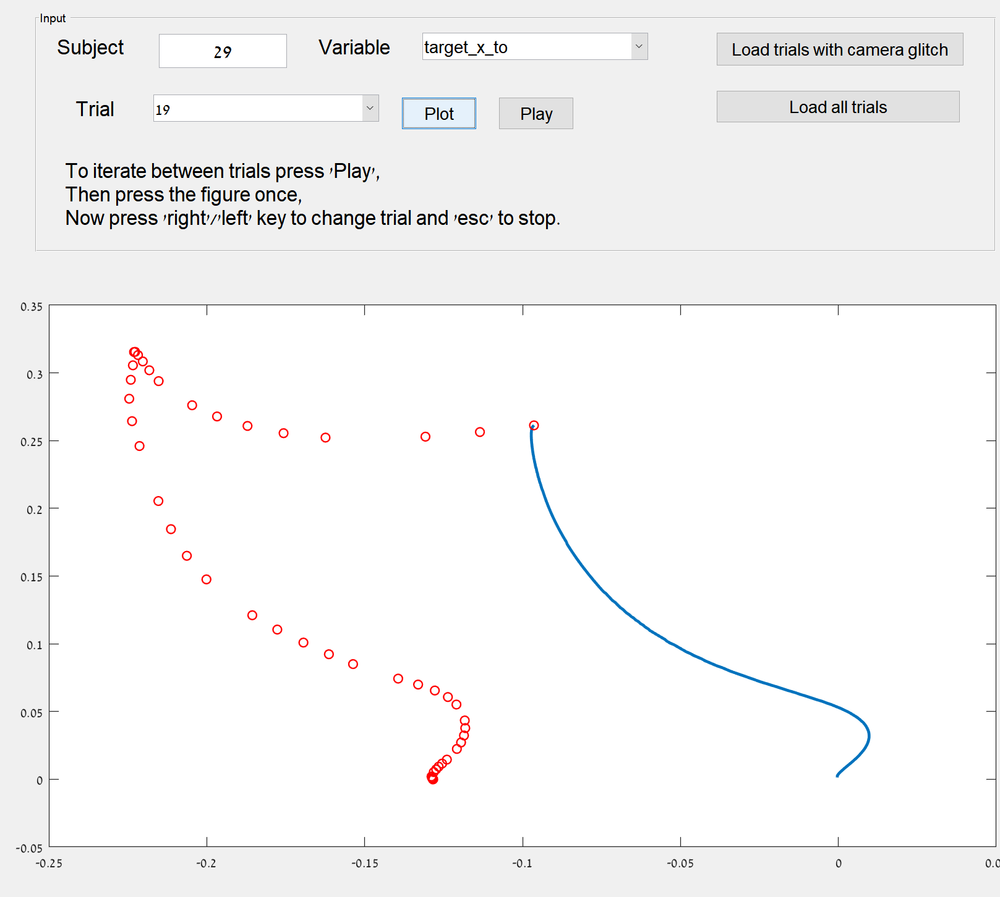 Input
Subject
29
Variable
target_x_to
Load trials with camera glitch
Trial
19
Plot
Play
Load all trials
To iterate between trials press 'Play',
Then press the figure once,
Now press 'right'/'left' key to change trial and 'esc' to stop.
0.35
0.3
0.25
0.2
0.15
0.1
0.05
0
-0.05
-0.25
-0.2
-0.15
-0.1
-0.05
0